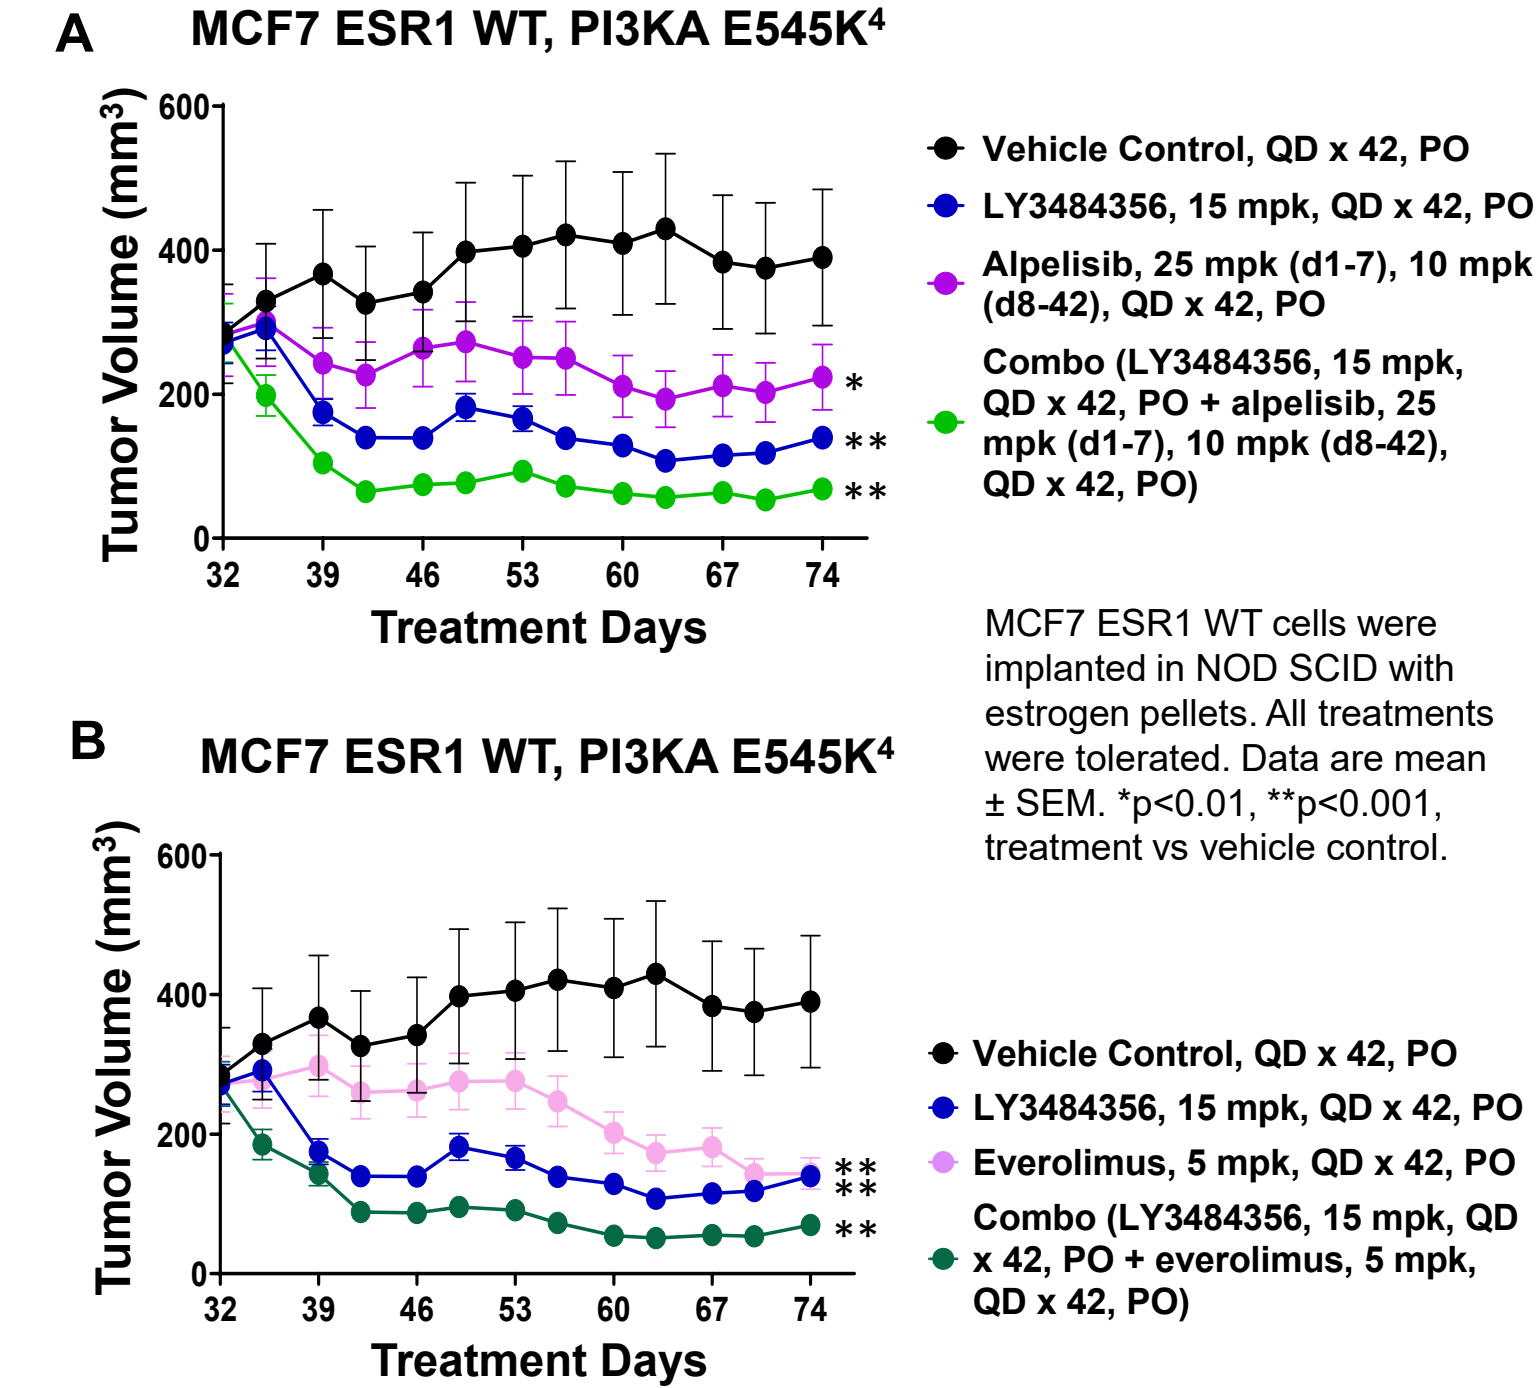 A
MCF7 ESR1 WT, PI3KA E545K⁴
Tumor Volume (mm³)
600
400
200
0
32 39 46 53 60 67 74
Treatment Days
*
**
**
Vehicle Control, QD x 42, PO
LY3484356, 15 mpk, QD x 42, PO
Alpelisib, 25 mpk (d1-7), 10 mpk
(d8-42), QD x 42, PO
Combo (LY3484356, 15 mpk,
QD x 42, PO + alpelisib, 25
mpk (d1-7), 10 mpk (d8-42),
QD x 42, PO)
MCF7 ESR1 WT cells were
implanted in NOD SCID with
estrogen pellets. All treatments
were tolerated. Data are mean
± SEM. *p<0.01, **p<0.001,
treatment vs vehicle control.
B
MCF7 ESR1 WT, PI3KA E545K⁴
Tumor Volume (mm³)
600
400
200
0
32 39 46 53 60 67 74
Treatment Days
**
**
**
Vehicle Control, QD x 42, PO
LY3484356, 15 mpk, QD x 42, PO
Everolimus, 5 mpk, QD x 42, PO
Combo (LY3484356, 15 mpk, QD
x 42, PO + everolimus, 5 mpk,
QD x 42, PO)